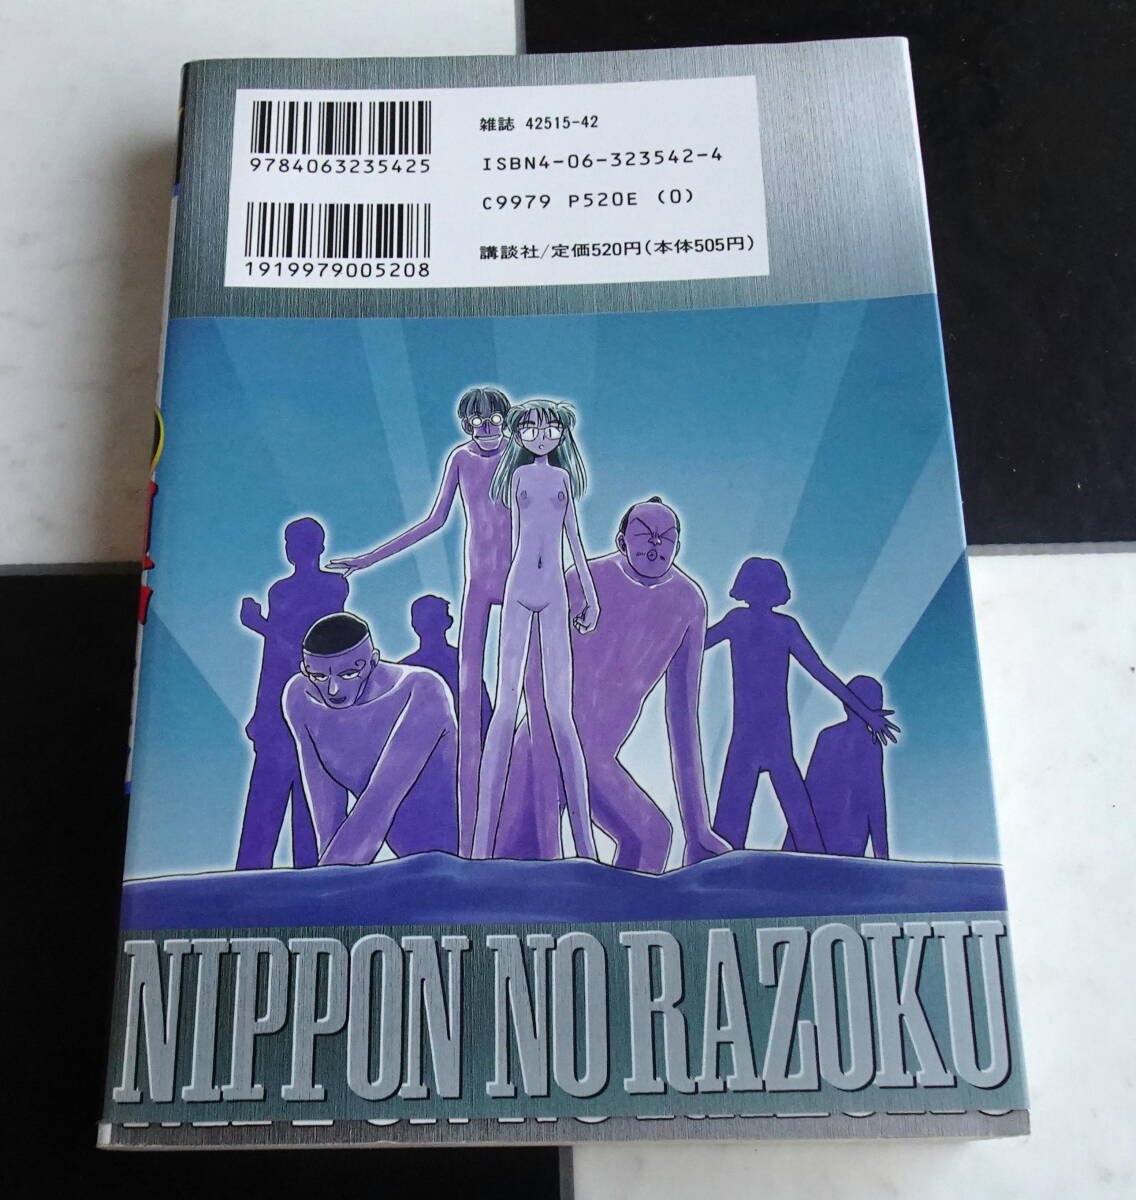 雑誌 42515-42
9784063235425
ISBN4-06-323542-4
C9979 P520E (0)
1919979005208
講談社/定価520円(本体505円)
NIPPON NO RAZOKU